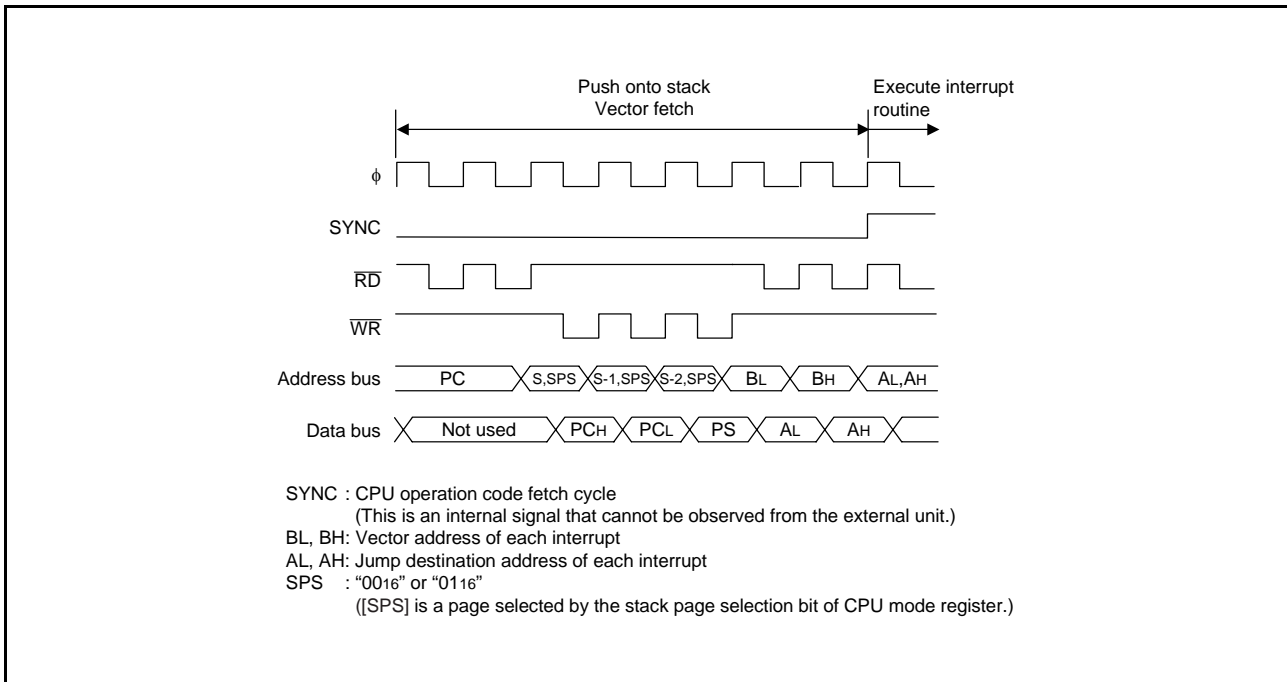 Push onto stack
Vector fetch
Execute interrupt
routine
ϕ
SYNC
RD
WR
Address bus PC S,SPS S-1,SPS S-2,SPS BL BH AL,AH
Data bus Not used PCH PCL PS AL AH
SYNC : CPU operation code fetch cycle
(This is an internal signal that cannot be observed from the external unit.)
BL, BH: Vector address of each interrupt
AL, AH: Jump destination address of each interrupt
SPS : “0016” or “0116”
([SPS] is a page selected by the stack page selection bit of CPU mode register.)